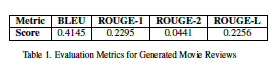 Metric BLEU ROUGE-1 ROUGE-2 ROUGE-L
Score 0.4145 0.2295 0.0441 0.2256
Table 1. Evaluation Metrics for Generated Movie Reviews